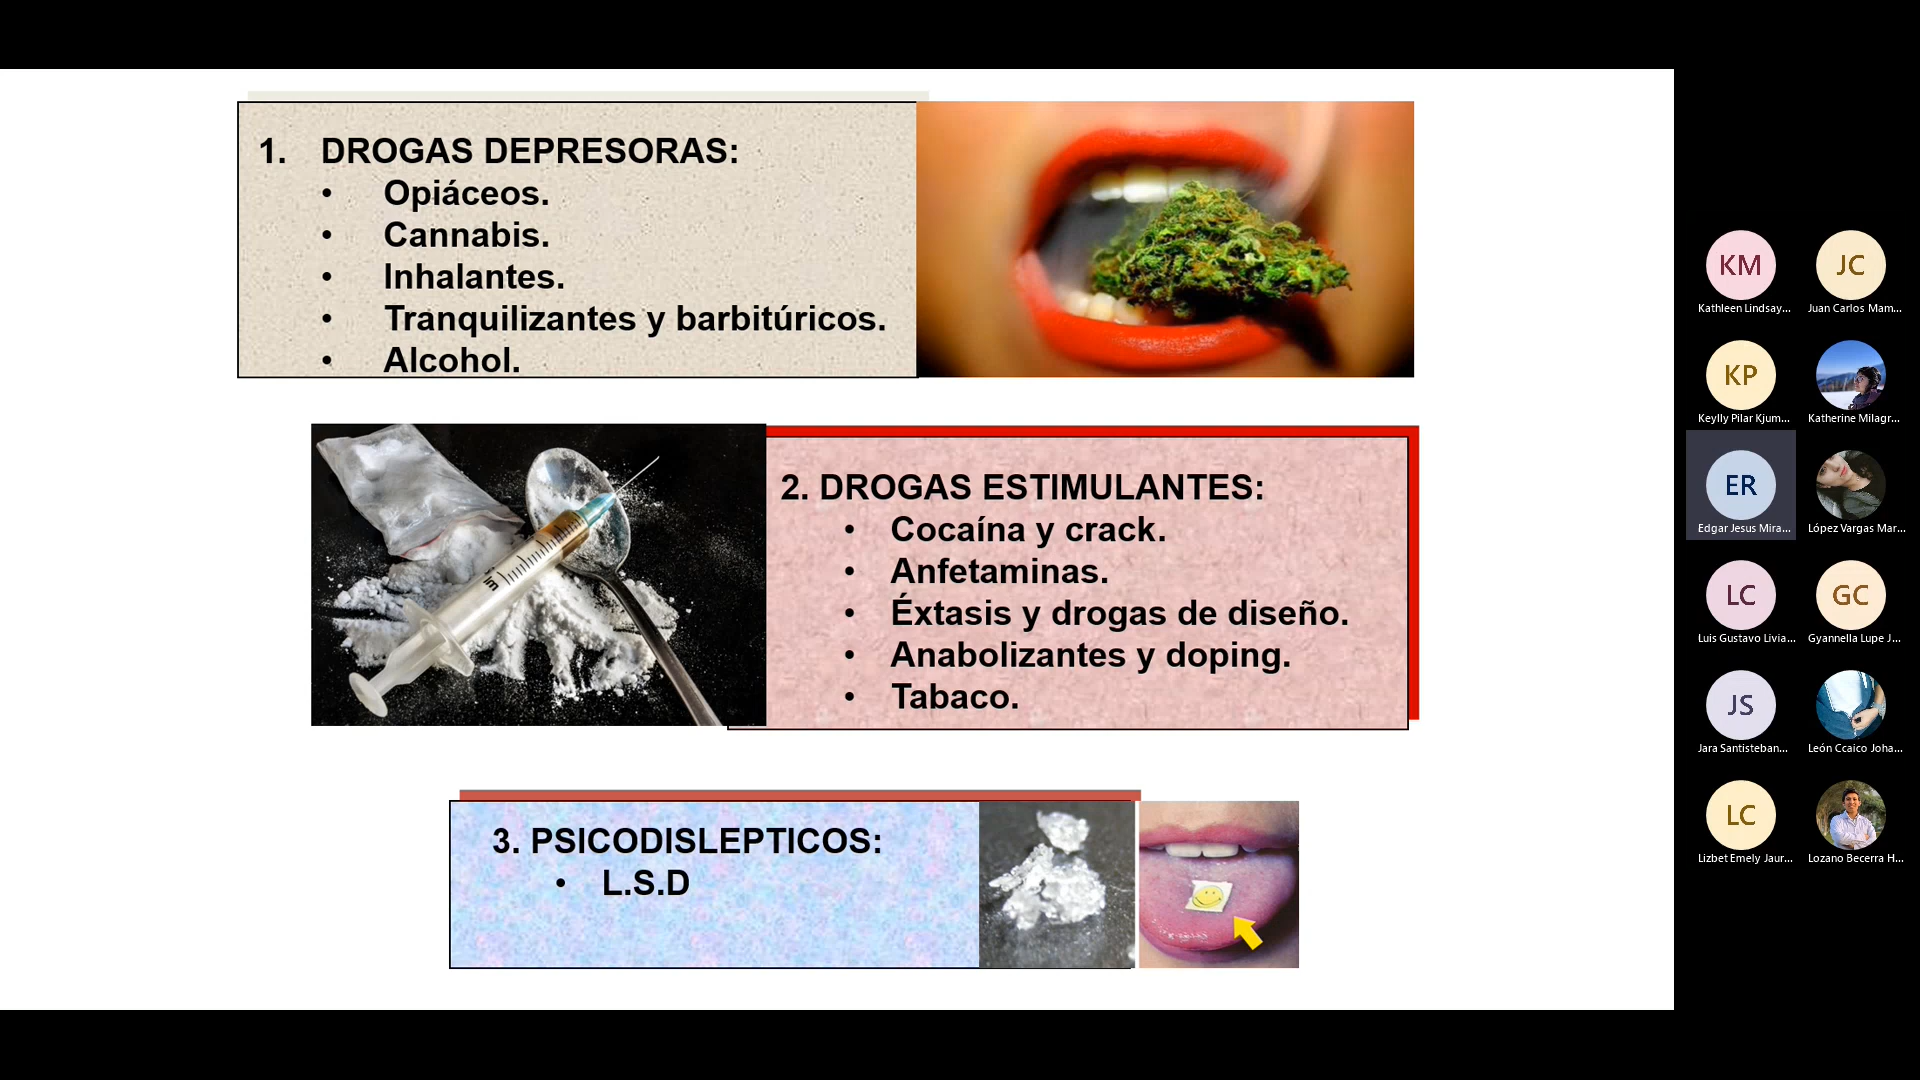 1. DROGAS DEPRESORAS:
• Opiáceos.
• Cannabis.
• Inhalantes.
• Tranquilizantes y barbitúricos.
• Alcohol.
2. DROGAS ESTIMULANTES:
• Cocaína y crack.
• Anfetaminas.
• Éxtasis y drogas de diseño.
• Anabolizantes y doping.
• Tabaco.
3. PSICODISLEPTICOS:
• L.S.D
KM
Kathleen Lindsay...
JC
Juan Carlos Mam...
KP
Keylly Pilar Kjum...
Katherine Milagr...
ER
Edgar Jesus Mira...
López Vargas Mar...
LC
Luis Gustavo Livia...
GC
Gyannella Lupe J...
JS
Jara Santisteban...
León Ccaico Joha...
LC
Lizbet Emely Jaur...
Lozano Becerra H...